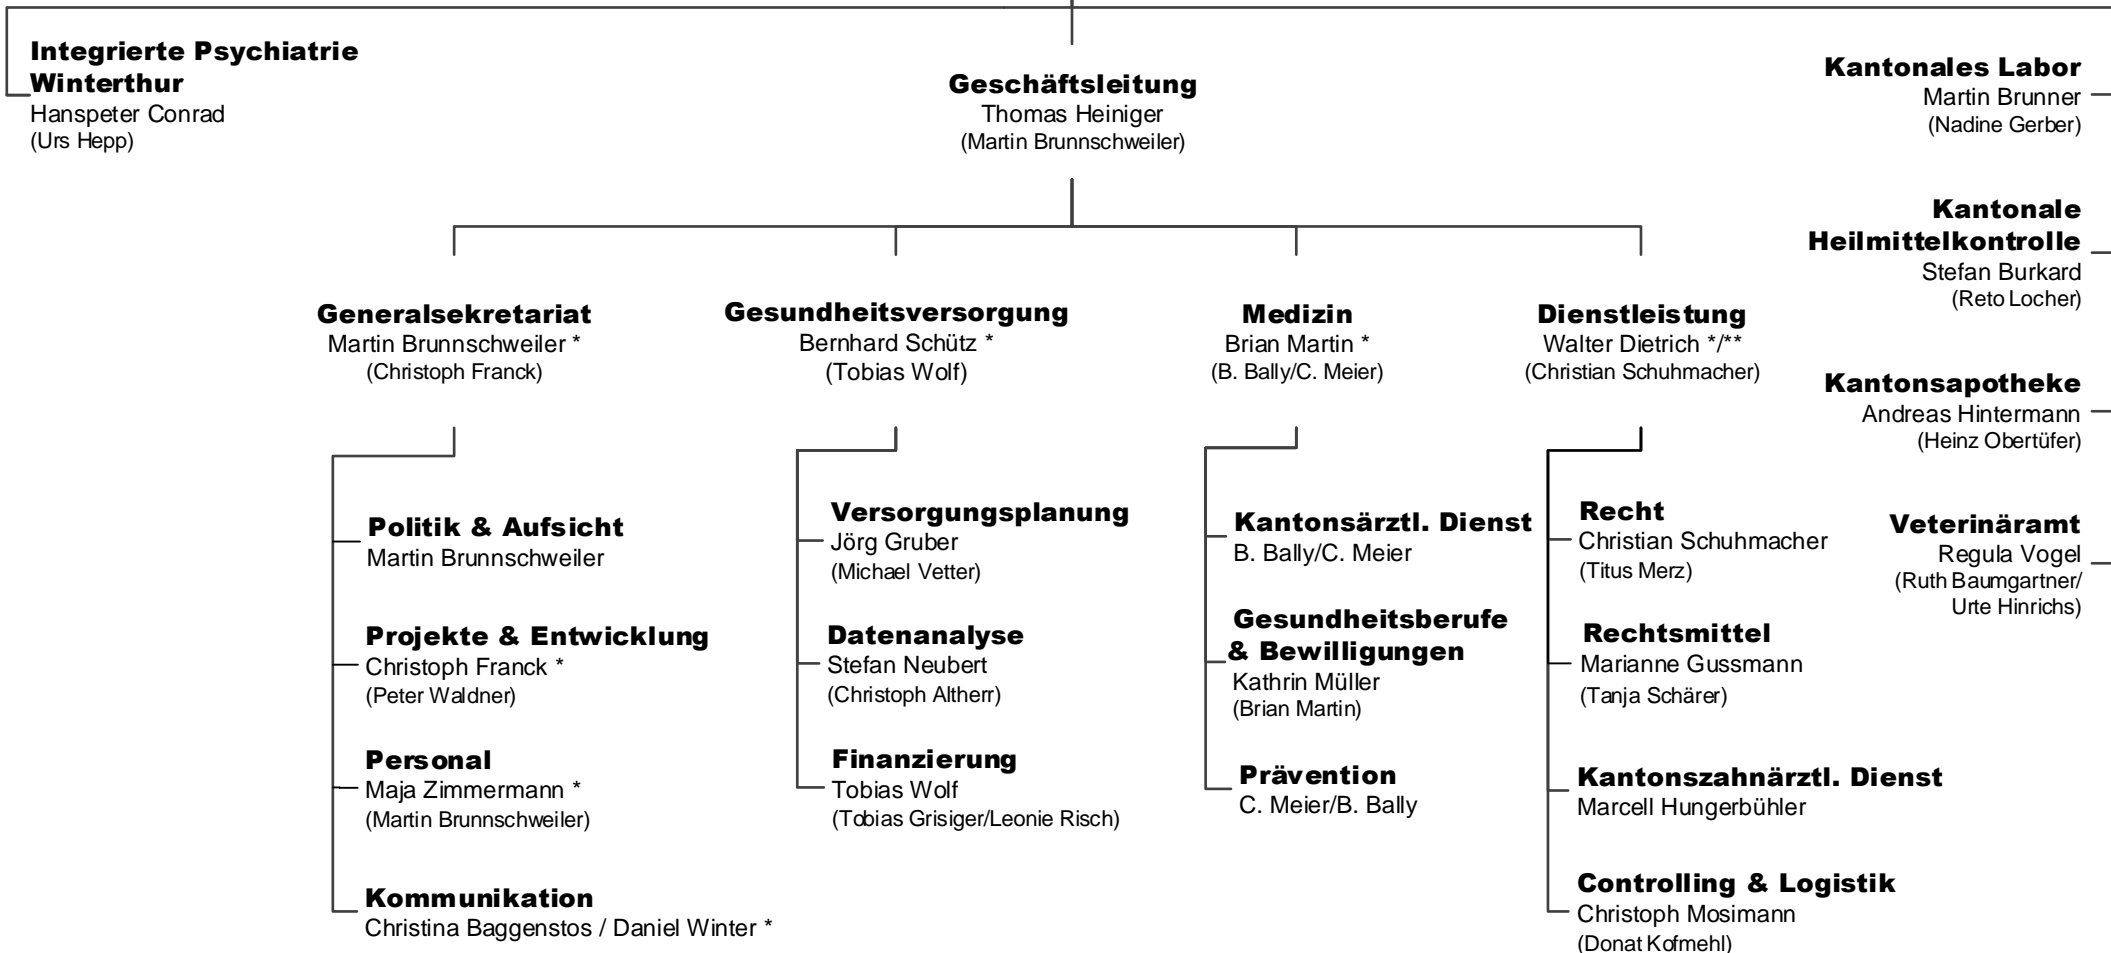 Integrierte Psychiatrie
Winterthur
Hanspeter Conrad
(Urs Hepp)
Geschäftsleitung
Thomas Heiniger
(Martin Brunnschweiler)
Kantonales Labor
Martin Brunner
(Nadine Gerber)
Kantonale
Heilmittelkontrolle
Stefan Burkard
(Reto Locher)
Kantonsapotheke
Andreas Hintermann
(Heinz Obertüfer)
Veterinäramt
Regula Vogel
(Ruth Baumgartner/
Urte Hinrichs)
Generalsekretariat
Martin Brunnschweiler *
(Christoph Franck)
Politik & Aufsicht
Martin Brunnschweiler
Projekte & Entwicklung
Christoph Franck *
(Peter Waldner)
Personal
Maja Zimmermann *
(Martin Brunnschweiler)
Kommunikation
Christina Baggenstos / Daniel Winter *
Gesundheitsversorgung
Bernhard Schütz *
(Tobias Wolf)
Versorgungsplanung
Jörg Gruber
(Michael Vetter)
Datenanalyse
Stefan Neubert
(Christoph Altherr)
Finanzierung
Tobias Wolf
(Tobias Grisiger/Leonie Risch)
Medizin
Brian Martin *
(B. Bally/C. Meier)
Kantonsärztl. Dienst
B. Bally/C. Meier
Gesundheitsberufe
& Bewilligungen
Kathrin Müller
(Brian Martin)
Prävention
C. Meier/B. Bally
Dienstleistung
Walter Dietrich */**
(Christian Schuhmacher)
Recht
Christian Schuhmacher
(Titus Merz)
Rechtsmittel
Marianne Gussmann
(Tanja Schärer)
Kantonszahnärztl. Dienst
Marcell Hungerbühler
Controlling & Logistik
Christoph Mosimann
(Donat Kofmehl)